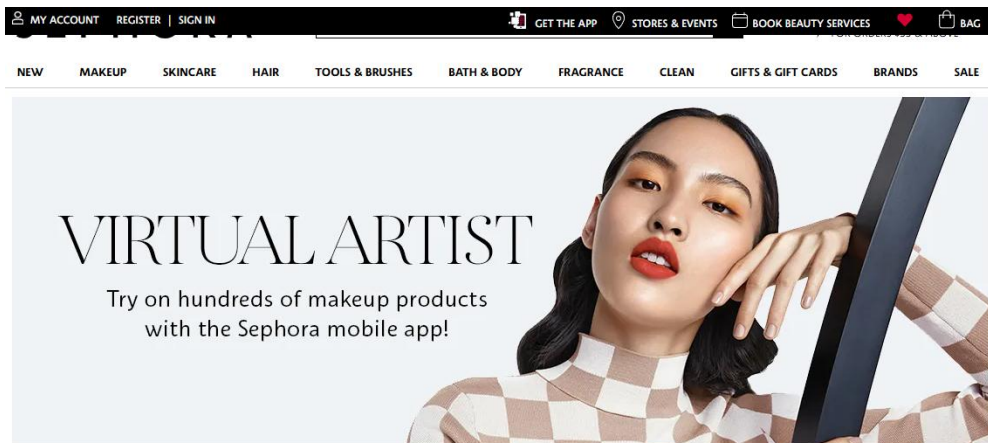 MY ACCOUNT REGISTER | SIGN IN GET THE APP STORES & EVENTS BOOK BEAUTY SERVICES BAG
NEW MAKEUP SKINCARE HAIR TOOLS & BRUSHES BATH & BODY FRAGRANCE CLEAN GIFTS & GIFT CARDS BRANDS SALE
VIRTUAL ARTIST
Try on hundreds of makeup products
with the Sephora mobile app!